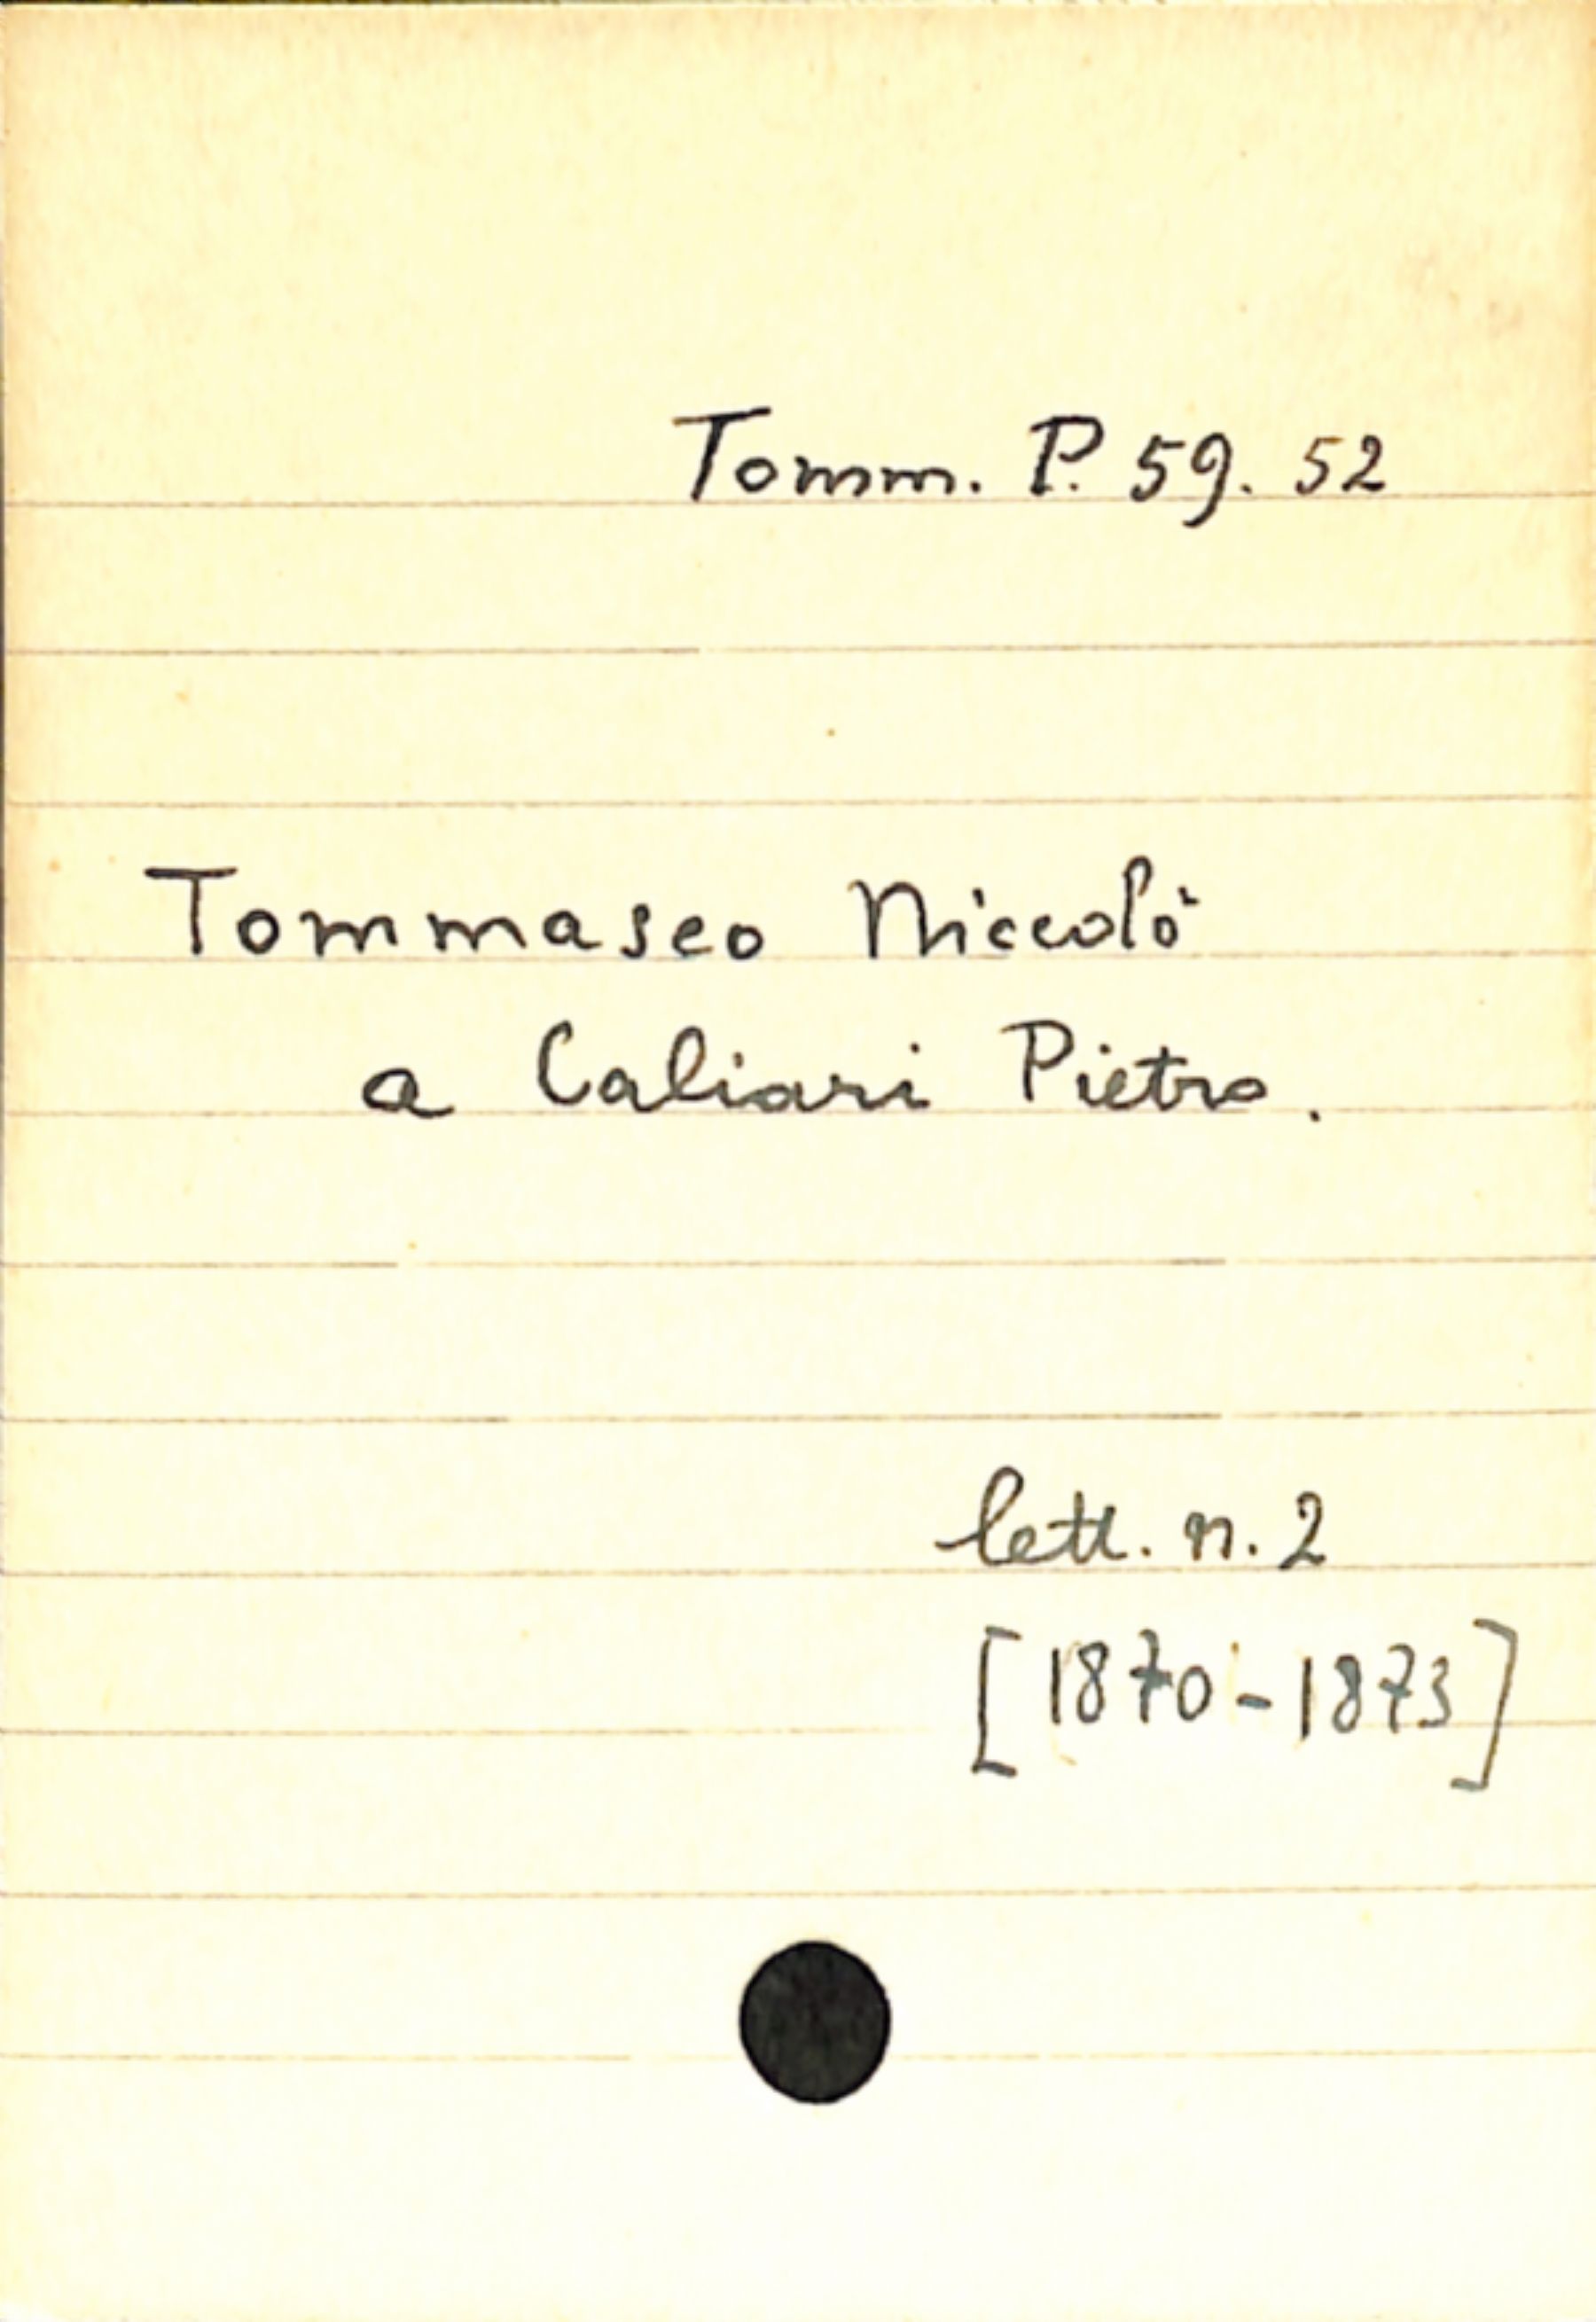 Tomm. P. 59. 52
Tommaseo Niccolò
a Caliari Pietro.
lett. n. 2
[1870-1873]